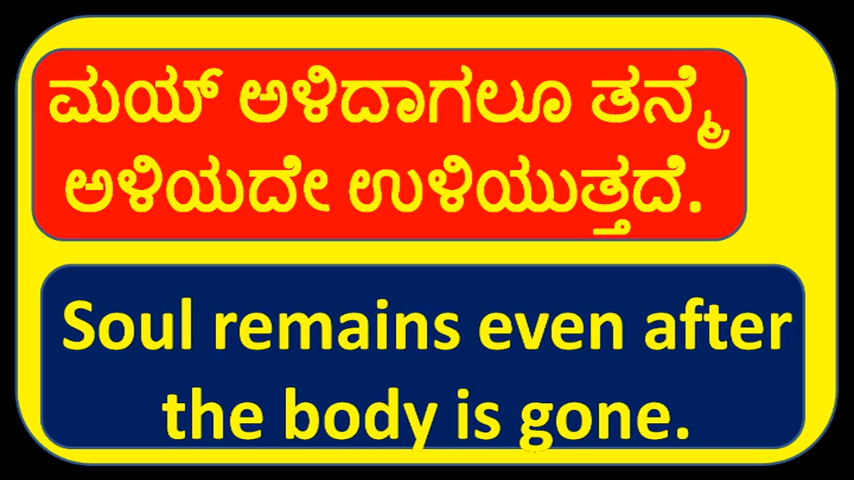 ಮಯ್ ಅಳಿದಾಗಲೂ ತನ್ಮೆ
ಅಳಿಯದೇ ಉಳಿಯುತ್ತದೆ.
Soul remains even after
the body is gone.